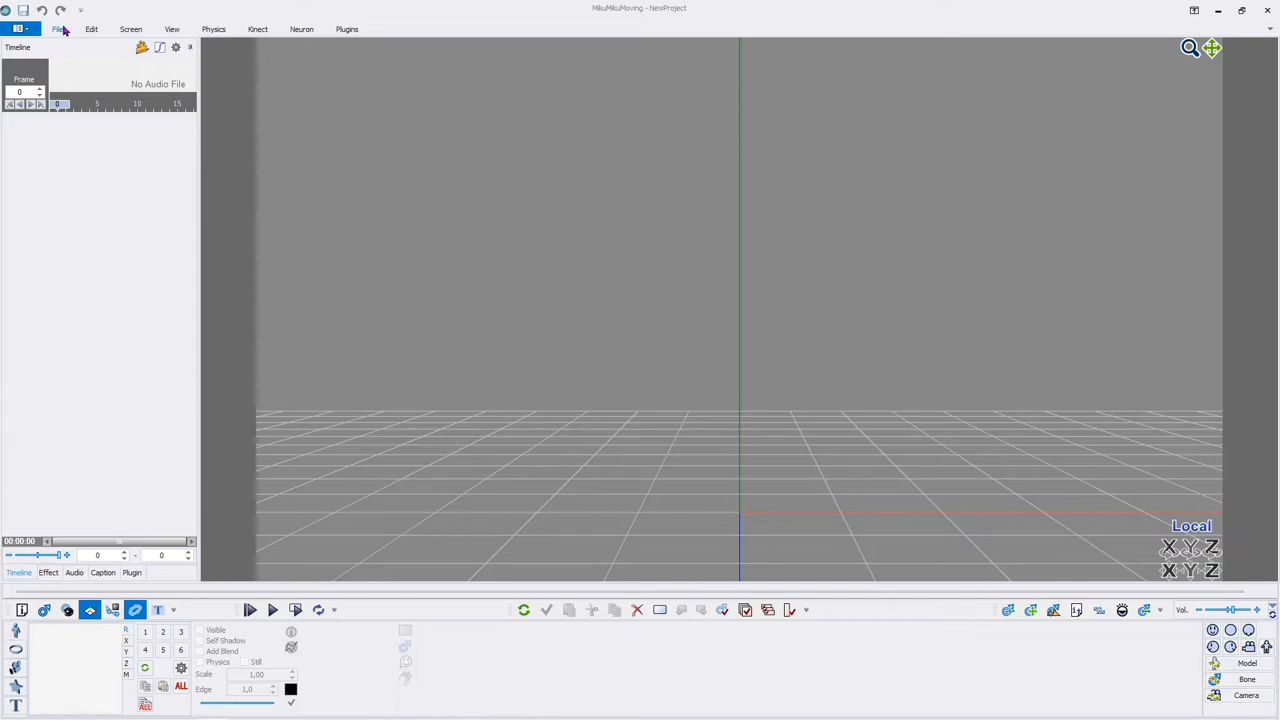 MikuMikuMoving - NewProject
File Edit Screen View Physics Kinect Neuron Plugins
Timeline
Frame
0
No Audio File
0 5 10 15
Local
X Y Z
X Y Z
00:00:00
0 - 0
Timeline Effect Audio Caption Plugin
T
Vol.
R X Y Z M
1 2 3
4 5 6
ALL
ALL
T
Visible
Self Shadow
Add Blend
Physics Still
Scale 1,00
Edge 1,0
Model
Bone
Camera